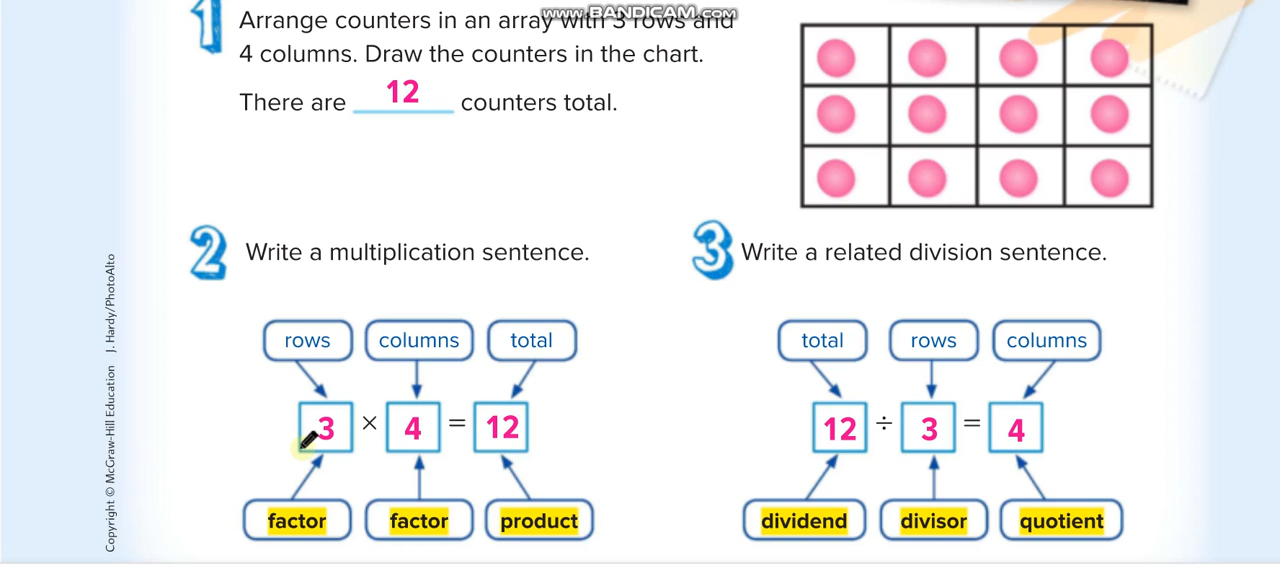 www.BANDICAM.com
1 Arrange counters in an array with 3 rows and
4 columns. Draw the counters in the chart.
There are 12 counters total.
2 Write a multiplication sentence.
rows columns total
3 × 4 = 12
factor factor product
3 Write a related division sentence.
total rows columns
12 ÷ 3 = 4
dividend divisor quotient
Copyright © McGraw-Hill Education J. Hardy/PhotoAlto